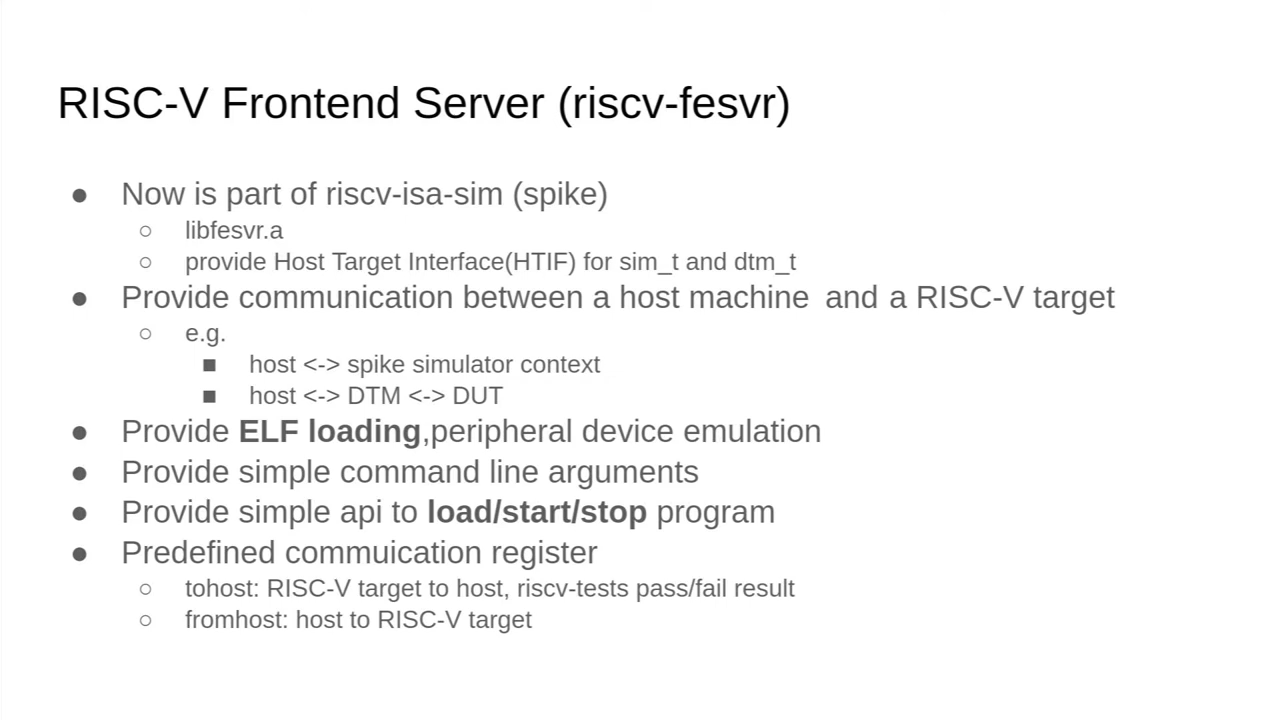 RISC-V Frontend Server (riscv-fesvr)
● Now is part of riscv-isa-sim (spike)
○ libfesvr.a
○ provide Host Target Interface(HTIF) for sim_t and dtm_t
● Provide communication between a host machine and a RISC-V target
○ e.g.
■ host <-> spike simulator context
■ host <-> DTM <-> DUT
● Provide ELF loading,peripheral device emulation
● Provide simple command line arguments
● Provide simple api to load/start/stop program
● Predefined commuication register
○ tohost: RISC-V target to host, riscv-tests pass/fail result
○ fromhost: host to RISC-V target